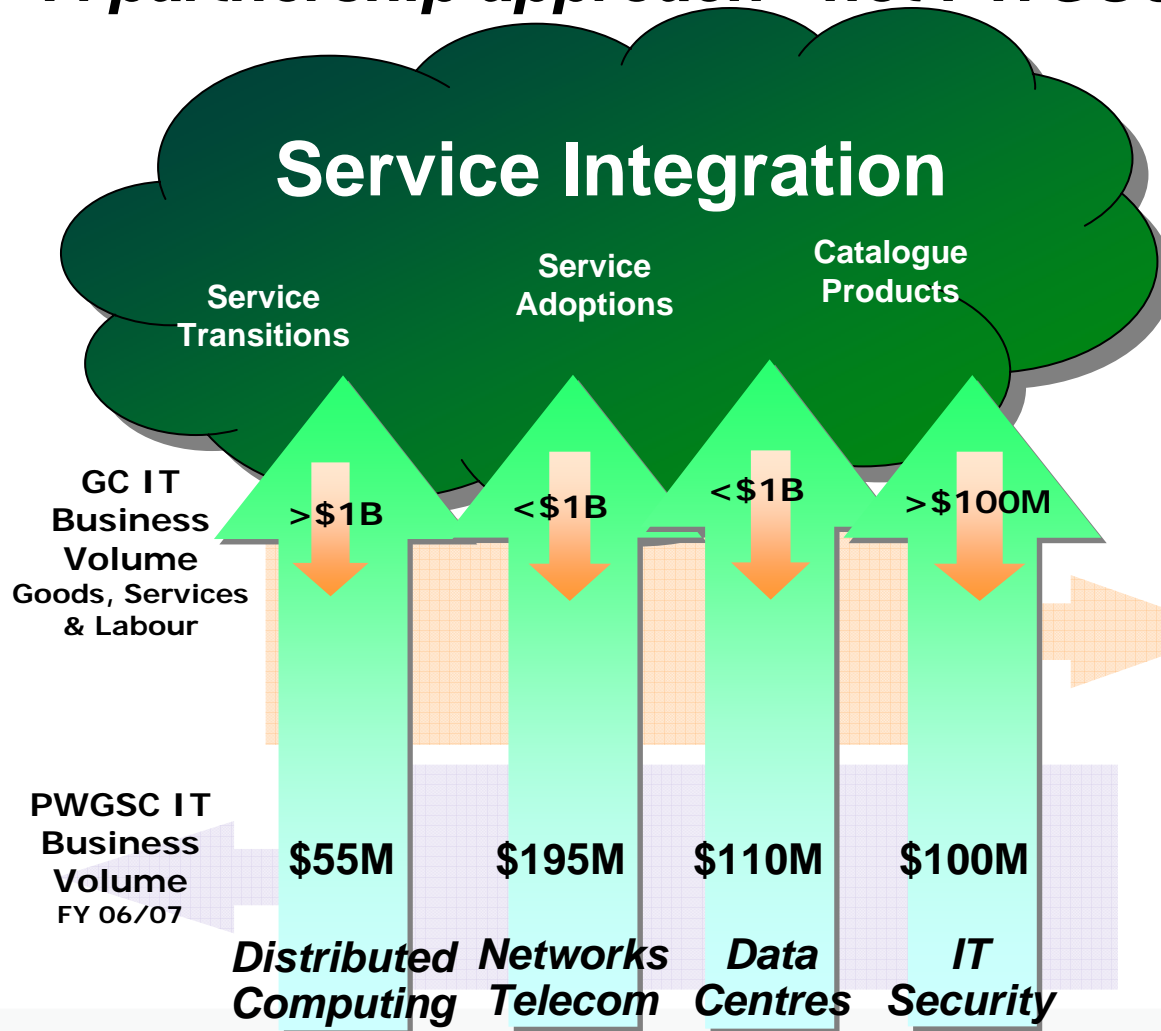 A partnership approach
Service Integration
Service
Transitions
Service
Adoptions
Catalogue
Products
GC IT
Business
Volume
Goods, Services
& Labour
>$1B
<$1B
<$1B
>$100M
PWGSC IT
Business
Volume
FY 06/07
$55M
$195M
$110M
$100M
Distributed
Computing
Networks
Telecom
Data
Centres
IT
Security